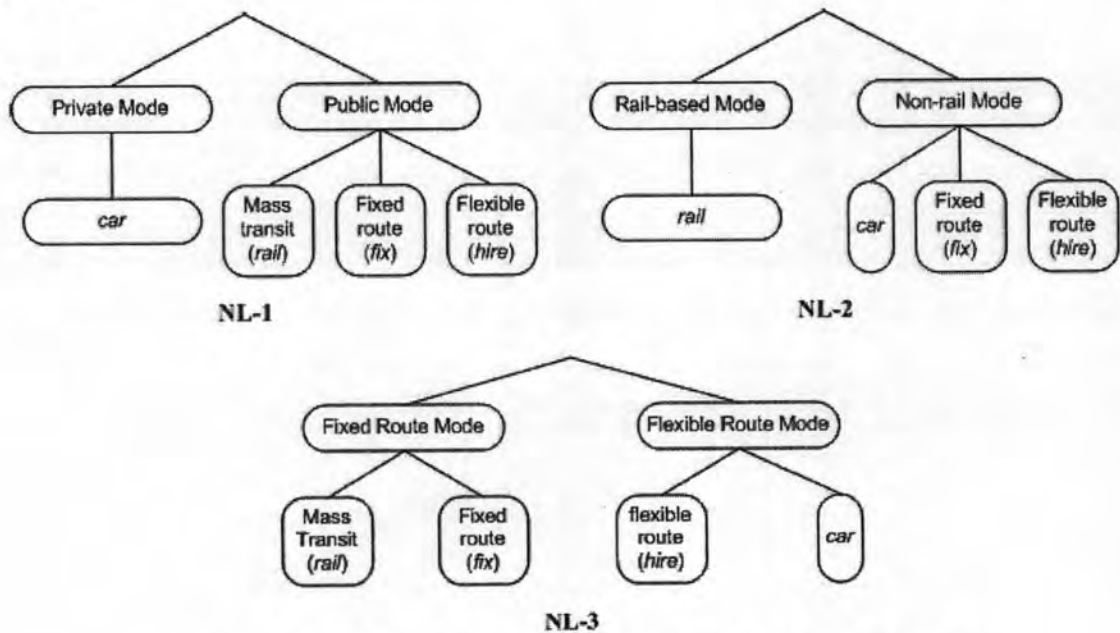 Private Mode
Public Mode
car
Mass
transit
(rail)
Fixed
route
(fix)
Flexible
route
(hire)
NL-1
Rail-based Mode
Non-rail Mode
rail
car
Fixed
route
(fix)
Flexible
route
(hire)
NL-2
Fixed Route Mode
Flexible Route Mode
Mass
Transit
(rail)
Fixed
route
(fix)
flexible
route
(hire)
car
NL-3